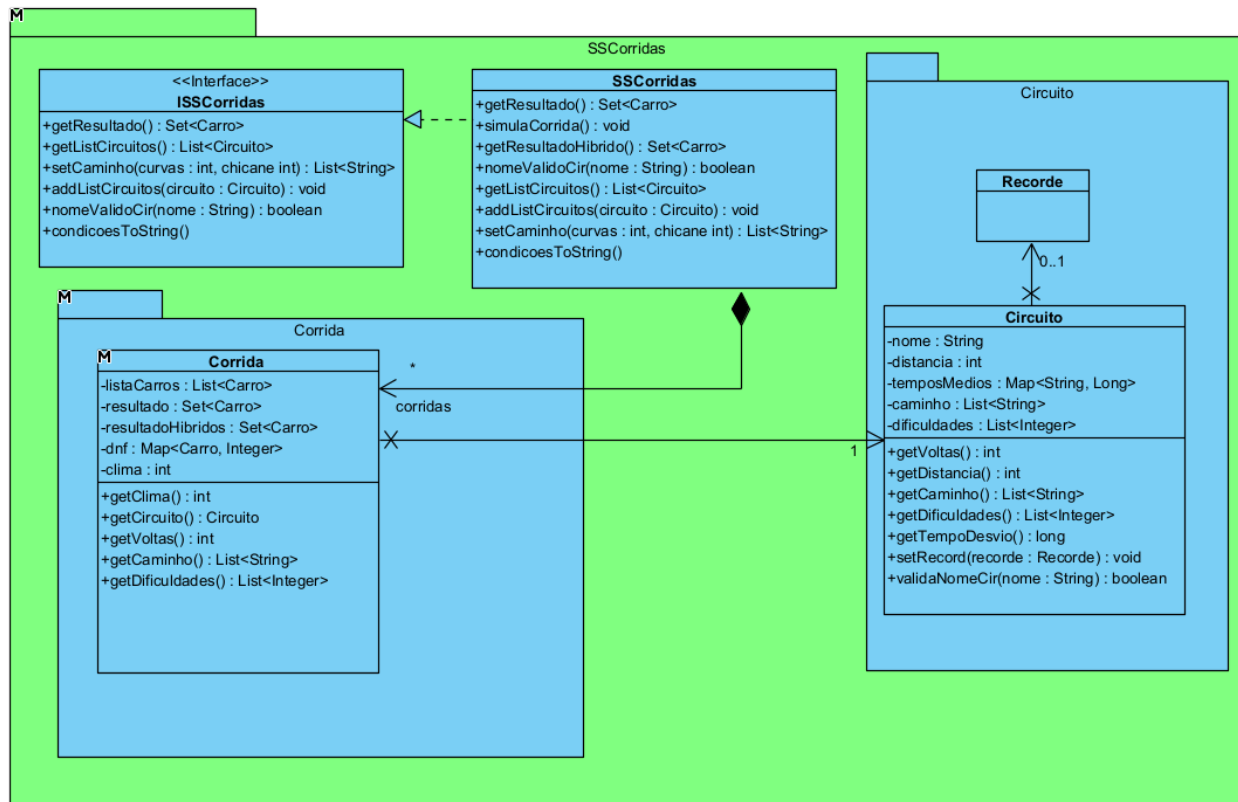 M
SSCorridas
<<Interface>>
ISSCorridas
+getResultado() : Set<Carro>
+getListCircuitos() : List<Circuito>
+setCaminho(curvas : int, chicane int) : List<String>
+addListCircuitos(circuito : Circuito) : void
+nomeValidoCir(nome : String) : boolean
+condicoesToString()
SSCorridas
+getResultado() : Set<Carro>
+simulaCorrida() : void
+getResultadoHibrido() : Set<Carro>
+nomeValidoCir(nome : String) : boolean
+getListCircuitos() : List<Circuito>
+addListCircuitos(circuito : Circuito) : void
+setCaminho(curvas : int, chicane int) : List<String>
+condicoesToString()
Circuito
Recorde
0..1
Circuito
-nome : String
-distancia : int
-temposMedios : Map<String, Long>
-caminho : List<String>
-dificuldades : List<Integer>
+getVoltas() : int
+getDistancia() : int
+getCaminho() : List<String>
+getDificuldades() : List<Integer>
+getTempoDesvio() : long
+setRecord(recorde : Recorde) : void
+validaNomeCir(nome : String) : boolean
M
Corrida
M
Corrida
-listaCarros : List<Carro>
-resultado : Set<Carro>
-resultadoHibridos : Set<Carro>
-dnf : Map<Carro, Integer>
-clima : int
+getClima() : int
+getCircuito() : Circuito
+getVoltas() : int
+getCaminho() : List<String>
+getDificuldades() : List<Integer>
*
corridas
1